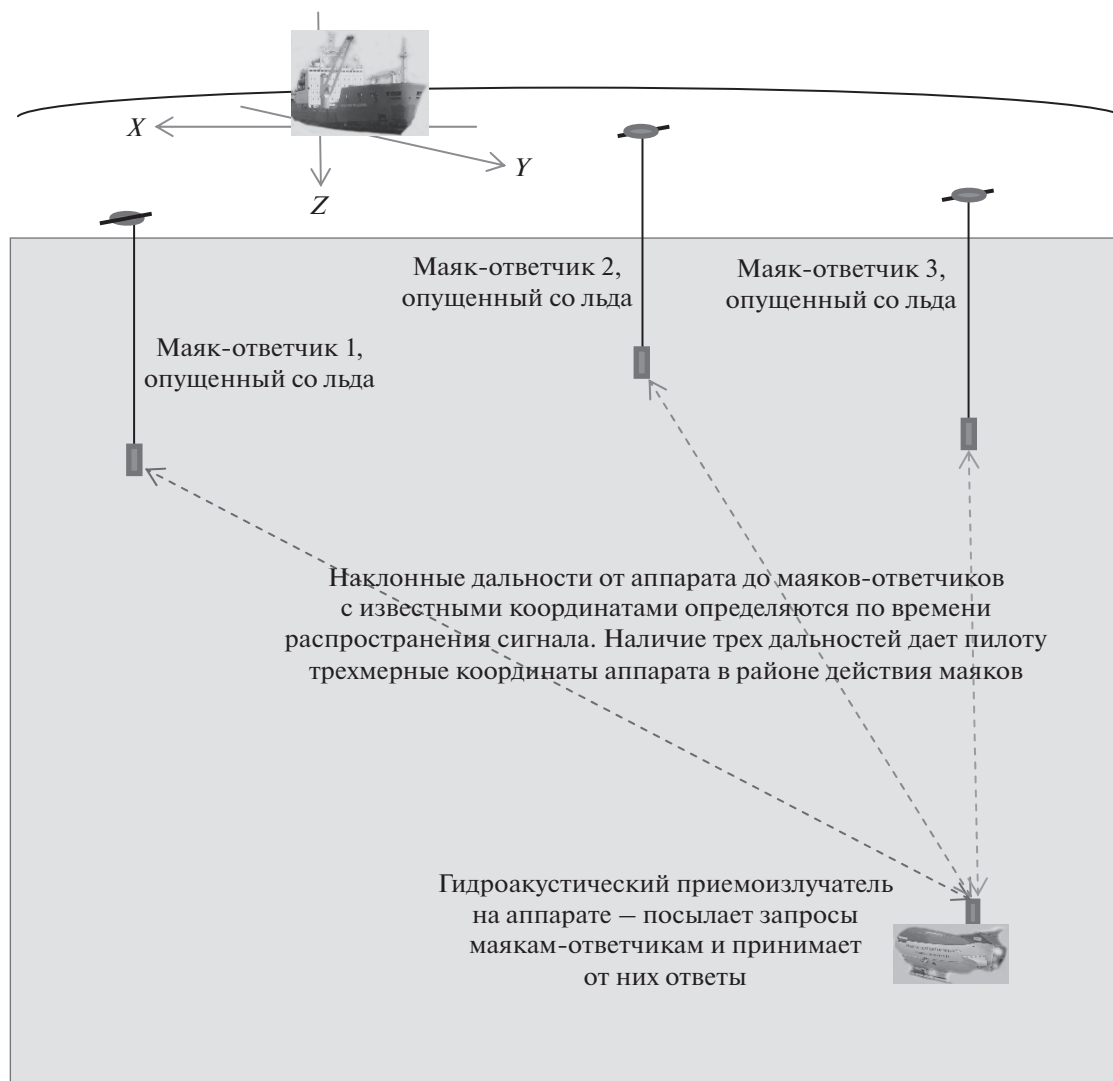 X
Y
Z
Маяк-ответчик 2,
опущенный со льда
Маяк-ответчик 3,
опущенный со льда
Маяк-ответчик 1,
опущенный со льда
Наклонные дальности от аппарата до маяков-ответчиков
с известными координатами определяются по времени
распространения сигнала. Наличие трех дальностей дает пилоту
трехмерные координаты аппарата в районе действия маяков
Гидроакустический приемоизлучатель
на аппарате – посылает запросы
маякам-ответчикам и принимает
от них ответы